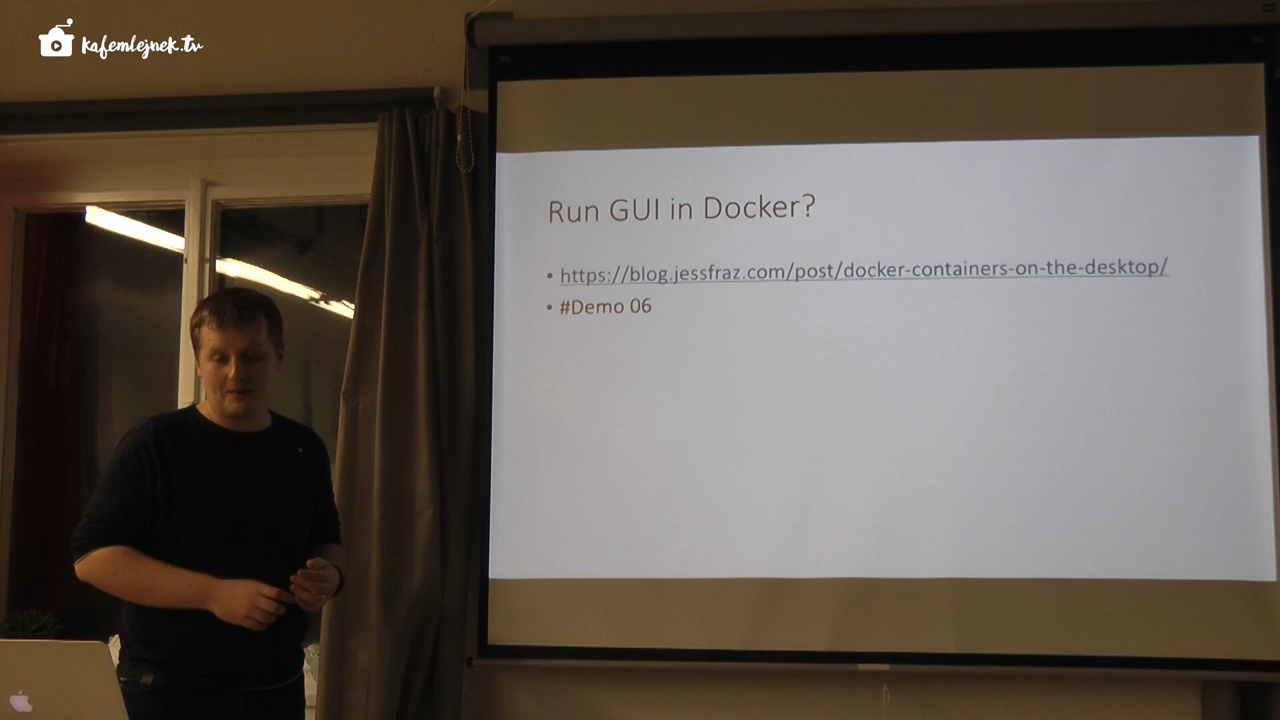 kafemlejnek.tv
Run GUI in Docker?
• https://blog.jessfraz.com/post/docker-containers-on-the-desktop/
• #Demo 06